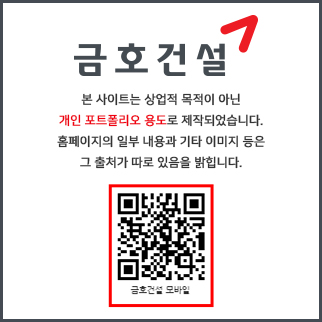 금호건설
본 사이트는 상업적 목적이 아닌
개인 포트폴리오 용도로 제작되었습니다.
홈페이지의 일부 내용과 기타 이미지 등은
그 출처가 따로 있음을 밝힙니다.
금호건설 모바일